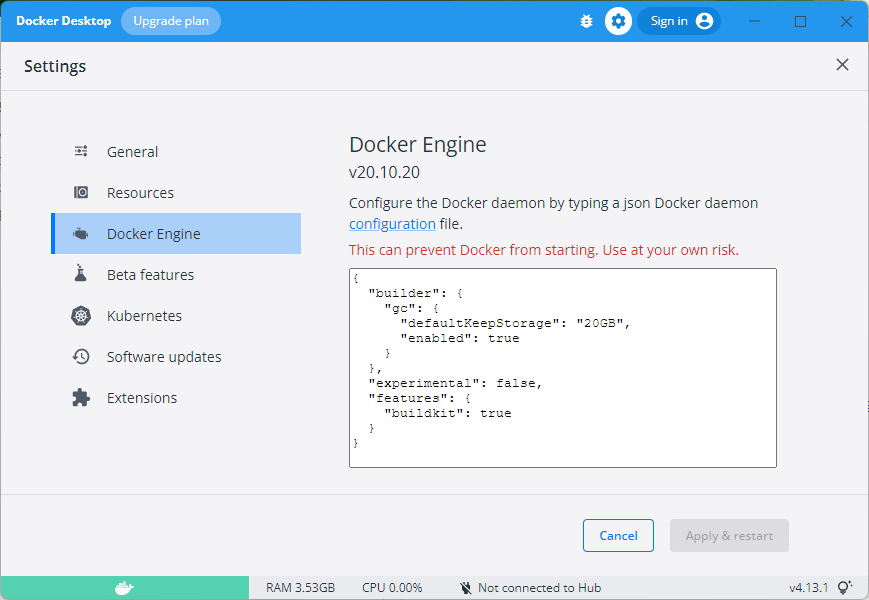 Docker Desktop Upgrade plan Sign in
Settings
General
Resources
Docker Engine
Beta features
Kubernetes
Software updates
Extensions
Docker Engine
v20.10.20
Configure the Docker daemon by typing a json Docker daemon
configuration file.
This can prevent Docker from starting. Use at your own risk.
{
  "builder": {
    "gc": {
      "defaultKeepStorage": "20GB",
      "enabled": true
    }
  },
  "experimental": false,
  "features": {
    "buildkit": true
  }
}
Cancel Apply & restart
RAM 3.53GB CPU 0.00% Not connected to Hub v4.13.1